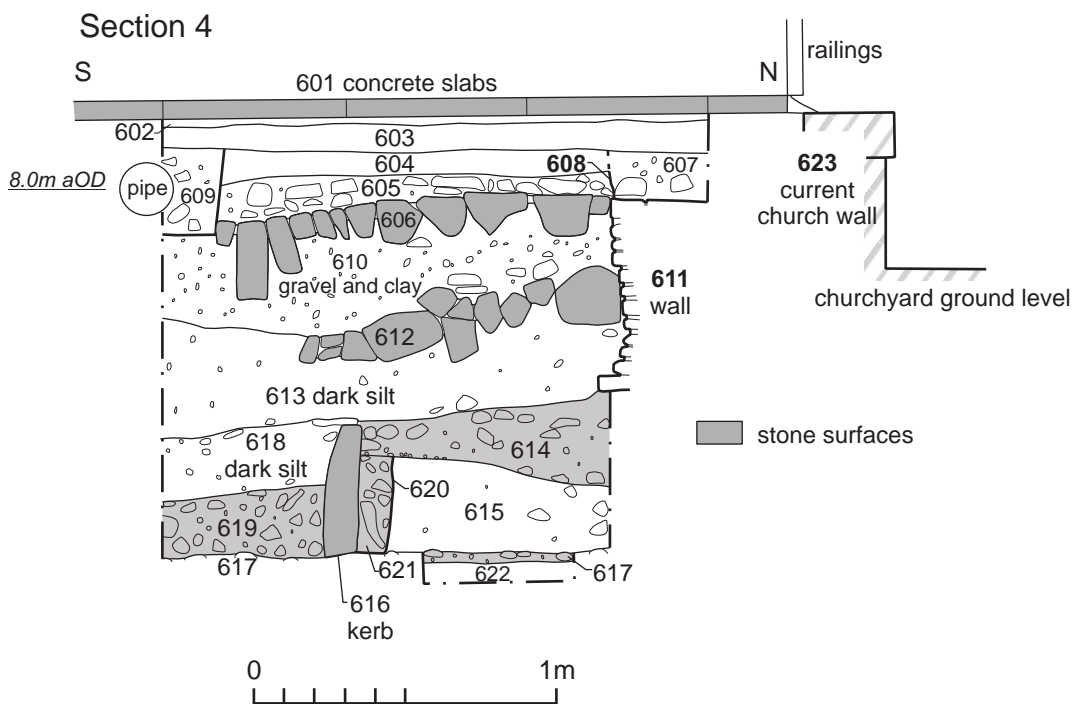 Section 4
railings
S
N
601 concrete slabs
602
603
604
608
607
623
current
church wall
8.0m aOD
pipe
609
605
606
610
gravel and clay
611
wall
churchyard ground level
612
613 dark silt
618
dark silt
614
stone surfaces
620
615
619
617
621
622
617
616
kerb
0
1m